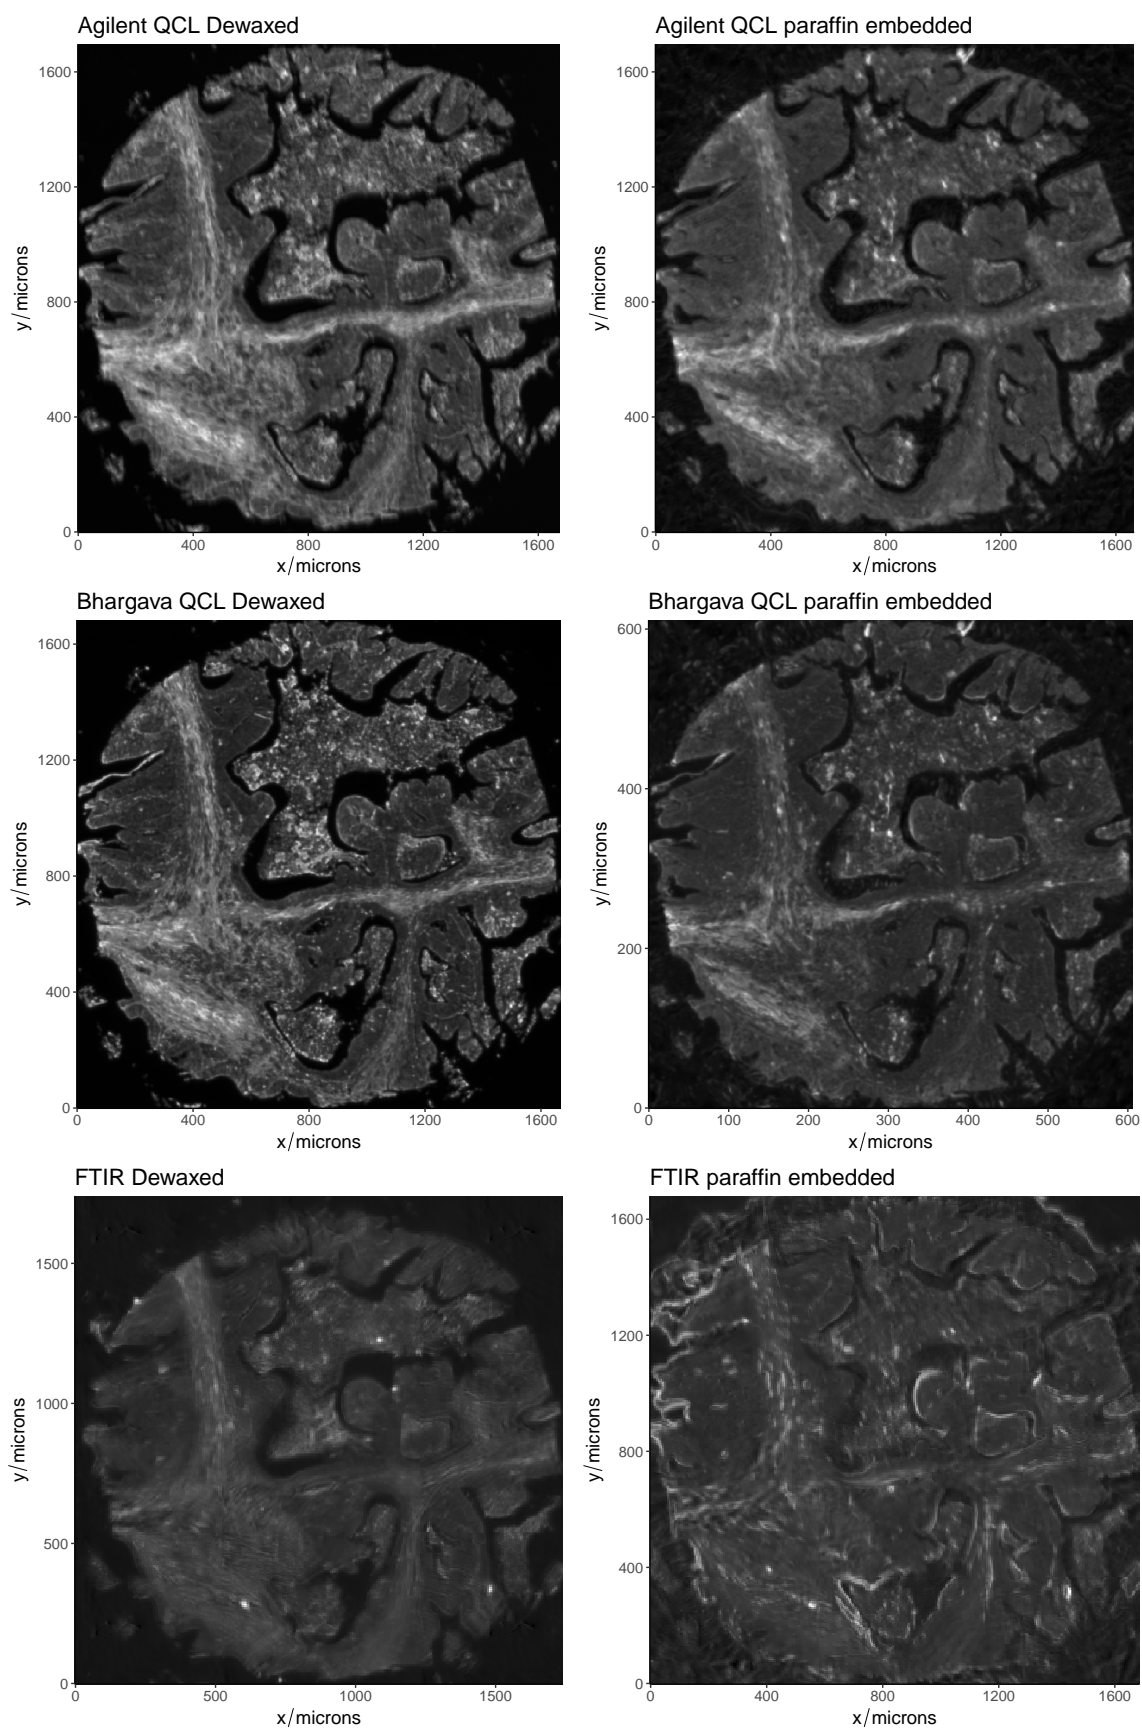 Agilent QCL Dewaxed
y/microns
1600
1200
800
400
0
0 400 800 1200 1600
x/microns
Agilent QCL paraffin embedded
y/microns
1600
1200
800
400
0
0 400 800 1200 1600
x/microns
Bhargava QCL Dewaxed
y/microns
1600
1200
800
400
0
0 400 800 1200 1600
x/microns
Bhargava QCL paraffin embedded
y/microns
600
400
200
0
0 100 200 300 400 500 600
x/microns
FTIR Dewaxed
y/microns
1500
1000
500
0
0 500 1000 1500
x/microns
FTIR paraffin embedded
y/microns
1600
1200
800
400
0
0 400 800 1200 1600
x/microns